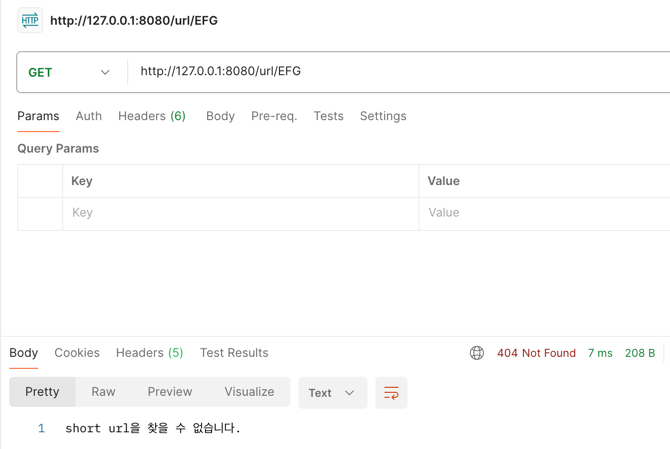 HTTP http://127.0.0.1:8080/url/EFG
GET http://127.0.0.1:8080/url/EFG
Params Auth Headers (6) Body Pre-req. Tests Settings
Query Params
Key Value
Key Value
Body Cookies Headers (5) Test Results 404 Not Found 7 ms 208 B
Pretty Raw Preview Visualize Text
1 short url을 찾을 수 없습니다.